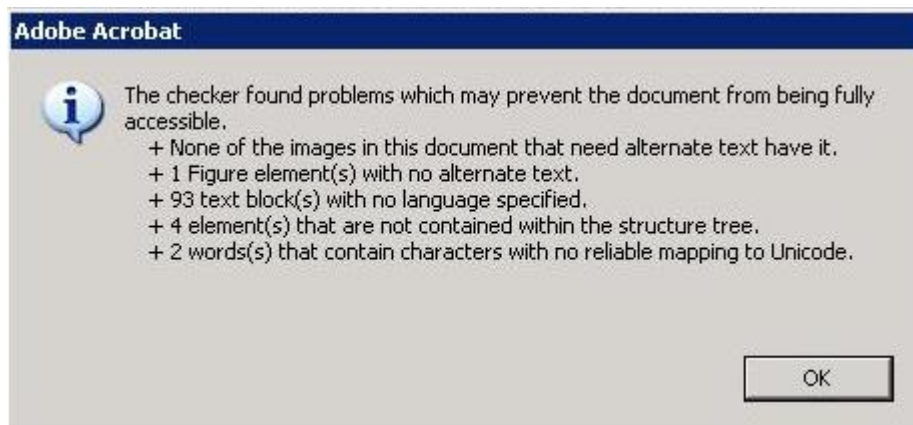 Adobe Acrobat
The checker found problems which may prevent the document from being fully
accessible.
+ None of the images in this document that need alternate text have it.
+ 1 Figure element(s) with no alternate text.
+ 93 text block(s) with no language specified.
+ 4 element(s) that are not contained within the structure tree.
+ 2 words(s) that contain characters with no reliable mapping to Unicode.
OK